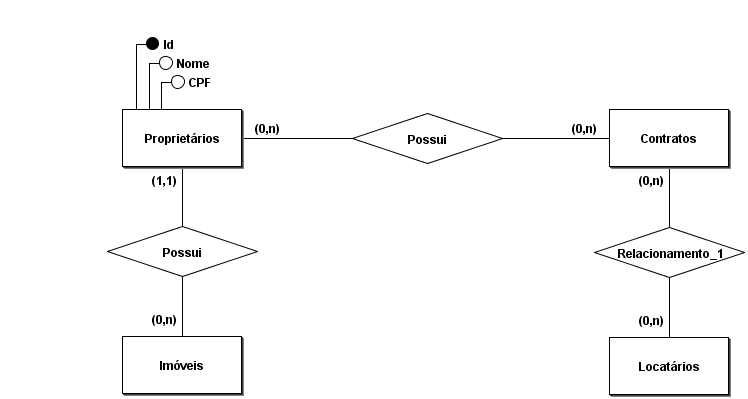 Id
Nome
CPF
Proprietários
(0,n)
Possui
(0,n)
Contratos
(1,1)
(0,n)
Possui
Relacionamento_1
(0,n)
(0,n)
Imóveis
Locatários